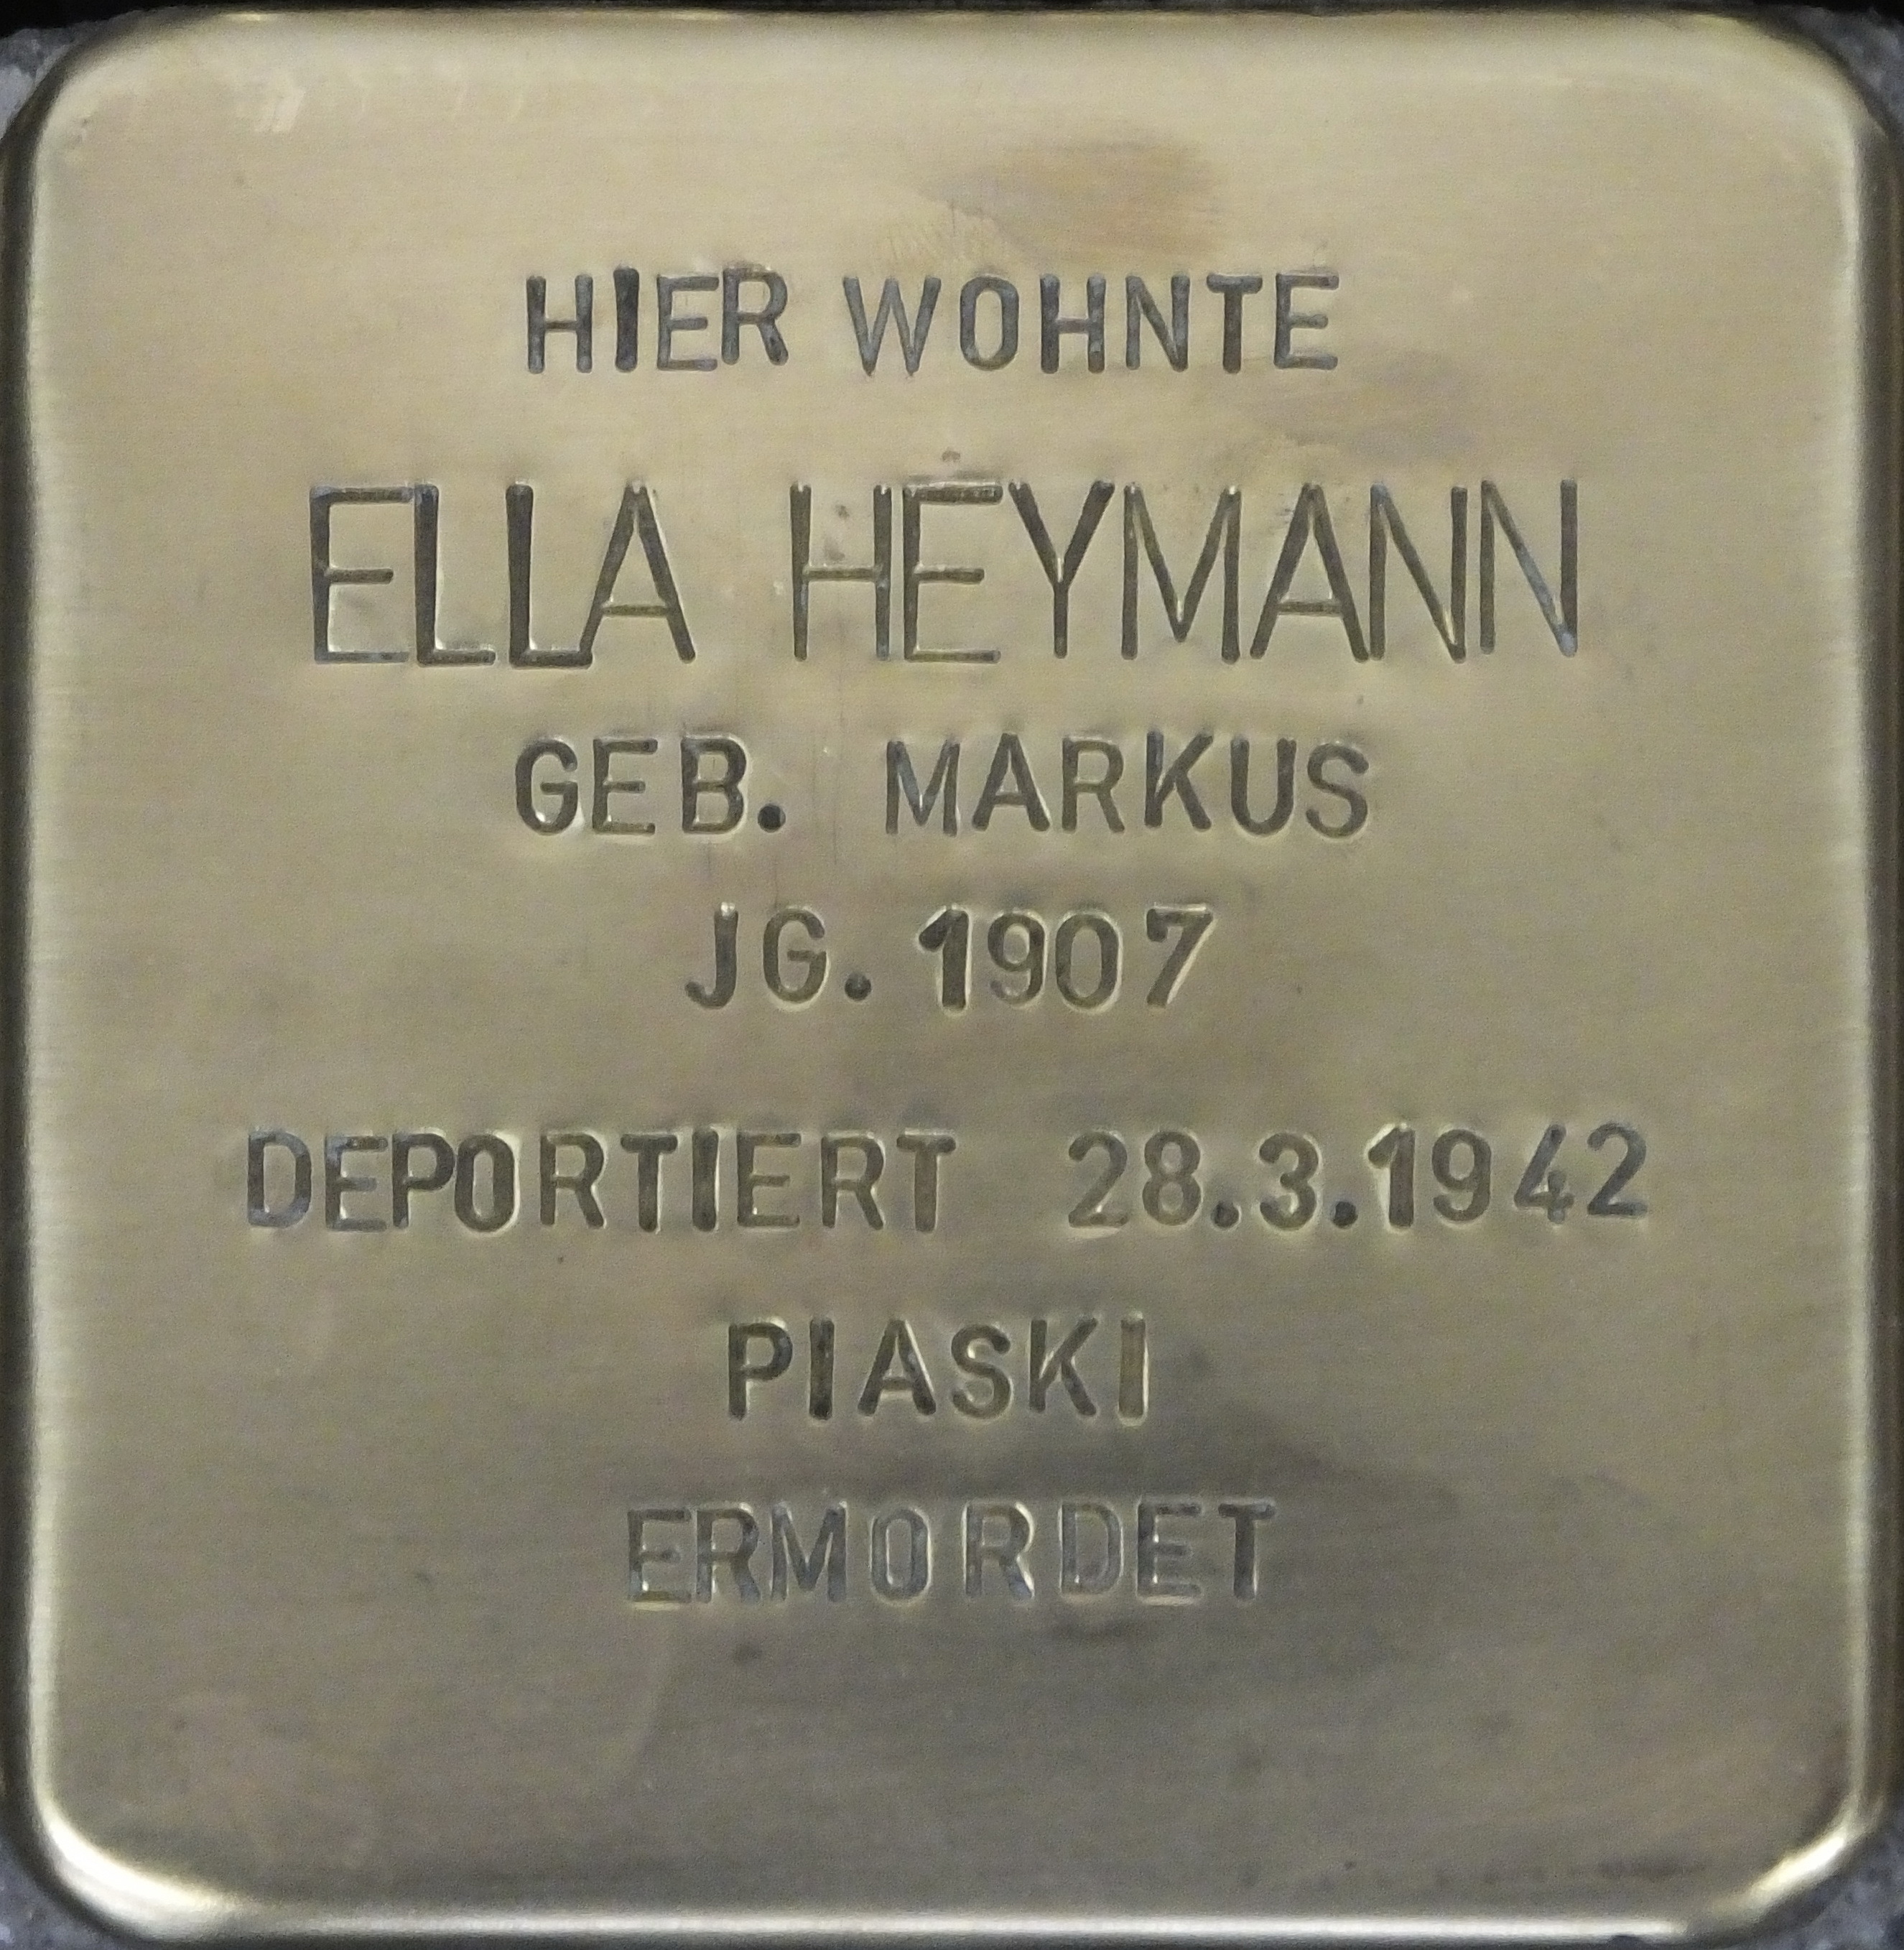 HIER WOHNTE
ELLA HEYMANN
GEB. MARKUS
JG. 1907
DEPORTIERT 28.3.1942
PIASKI
ERMORDET